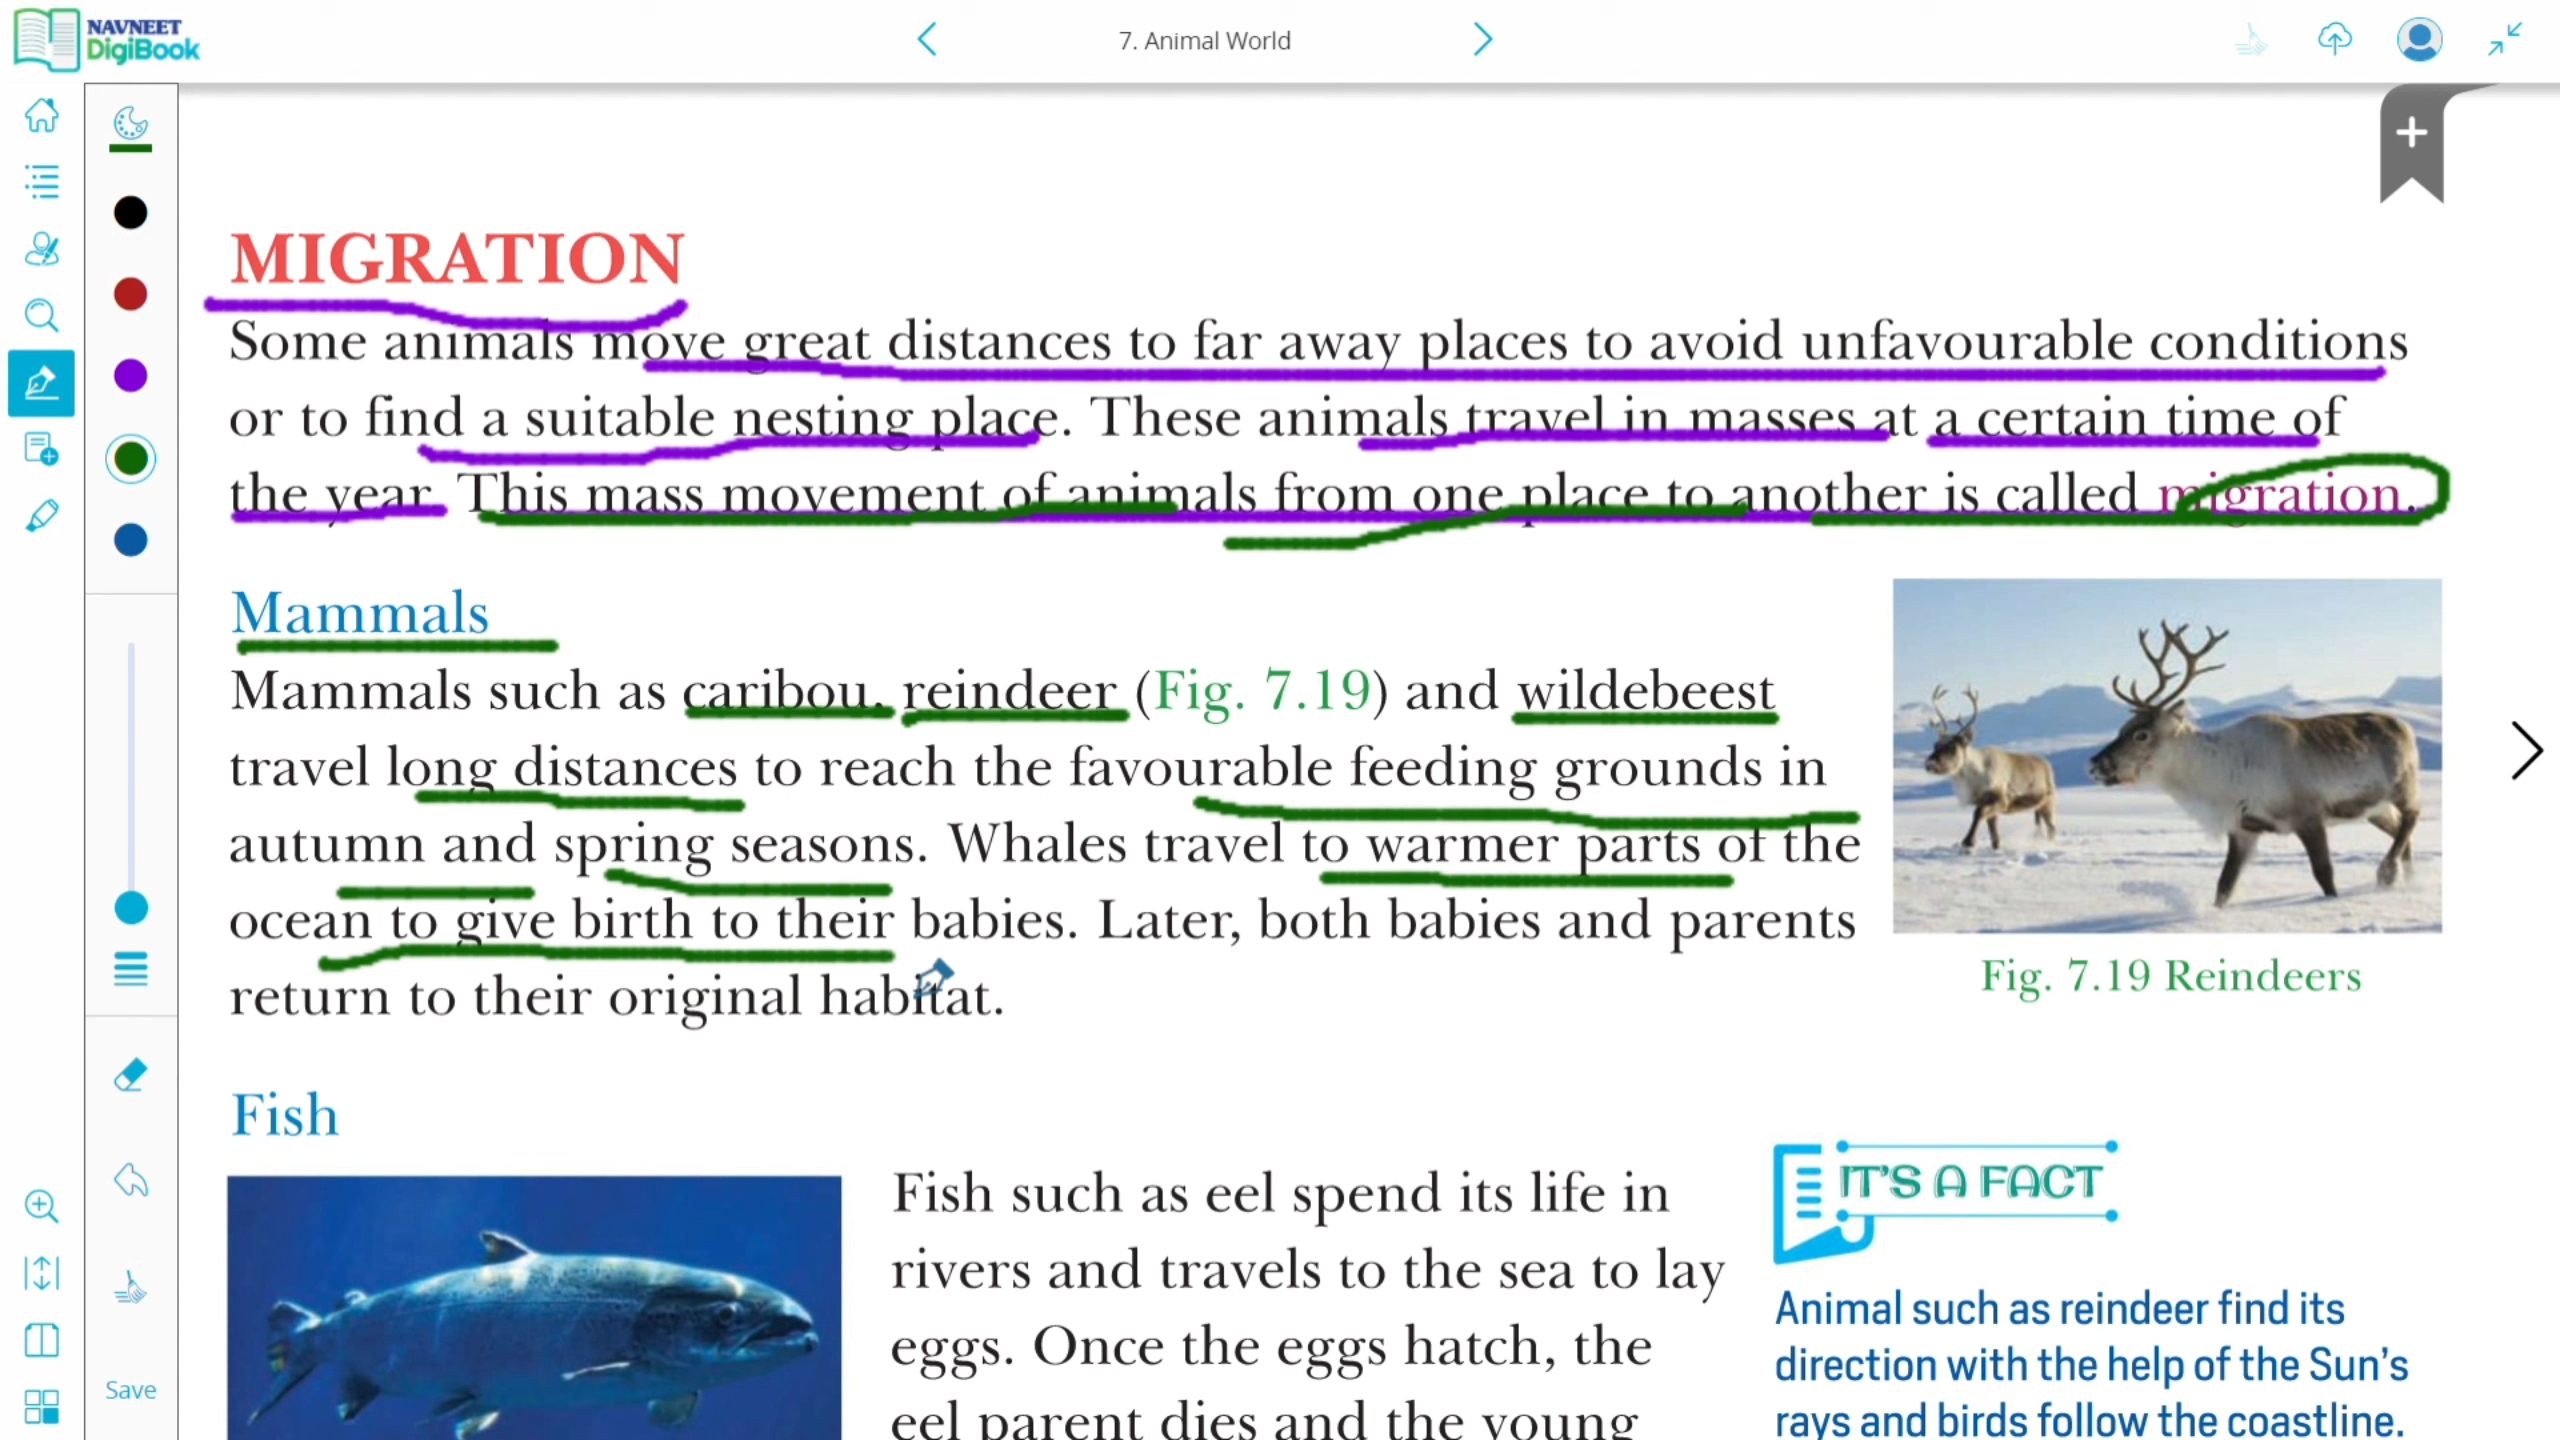 NAVNEET
DigiBook
7. Animal World
MIGRATION
Some animals move great distances to far away places to avoid unfavourable conditions
or to find a suitable nesting place. These animals travel in masses at a certain time of
the year. This mass movement of animals from one place to another is called migration.
Mammals
Mammals such as caribou, reindeer (Fig. 7.19) and wildebeest
travel long distances to reach the favourable feeding grounds in
autumn and spring seasons. Whales travel to warmer parts of the
ocean to give birth to their babies. Later, both babies and parents
return to their original habitat.
Fig. 7.19 Reindeers
Fish
Fish such as eel spend its life in
rivers and travels to the sea to lay
eggs. Once the eggs hatch, the
eel parent dies and the young
IT'S A FACT
Animal such as reindeer find its
direction with the help of the Sun's
rays and birds follow the coastline.
Save